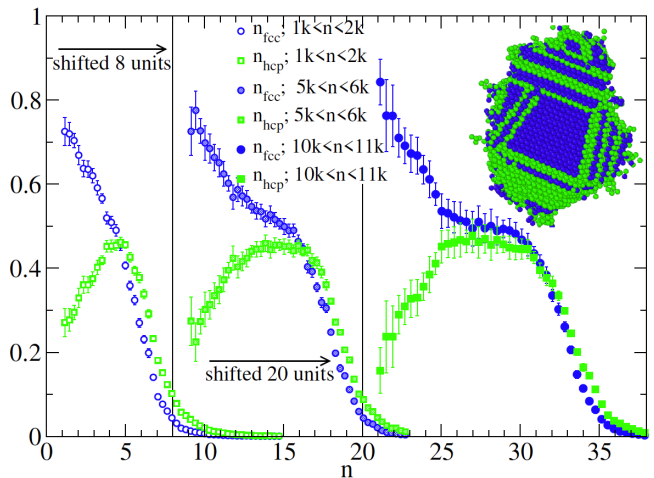 1
0.8
0.6
0.4
0.2
0
shifted 8 units
n_fcc; 1k<n<2k
n_hcp; 1k<n<2k
n_fcc; 5k<n<6k
n_hcp; 5k<n<6k
n_fcc; 10k<n<11k
n_hcp; 10k<n<11k
shifted 20 units
0 5 10 15 20 25 30 35
n